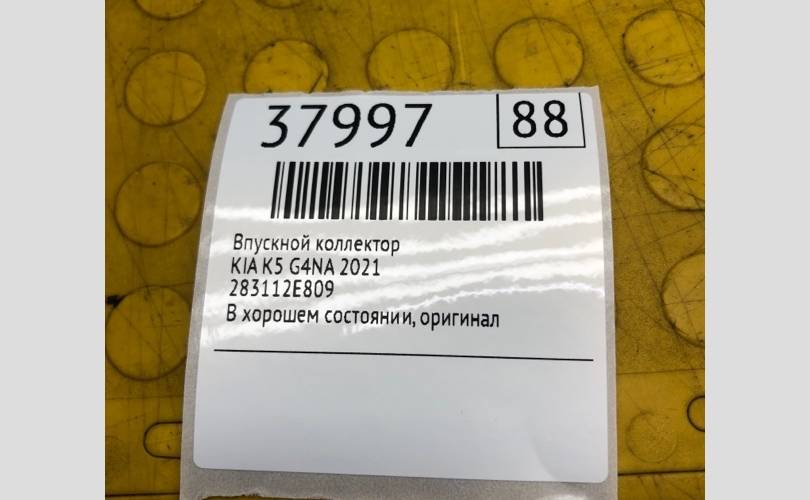 37997 88
Впускной коллектор
KIA K5 G4NA 2021
283112E809
В хорошем состоянии, оригинал